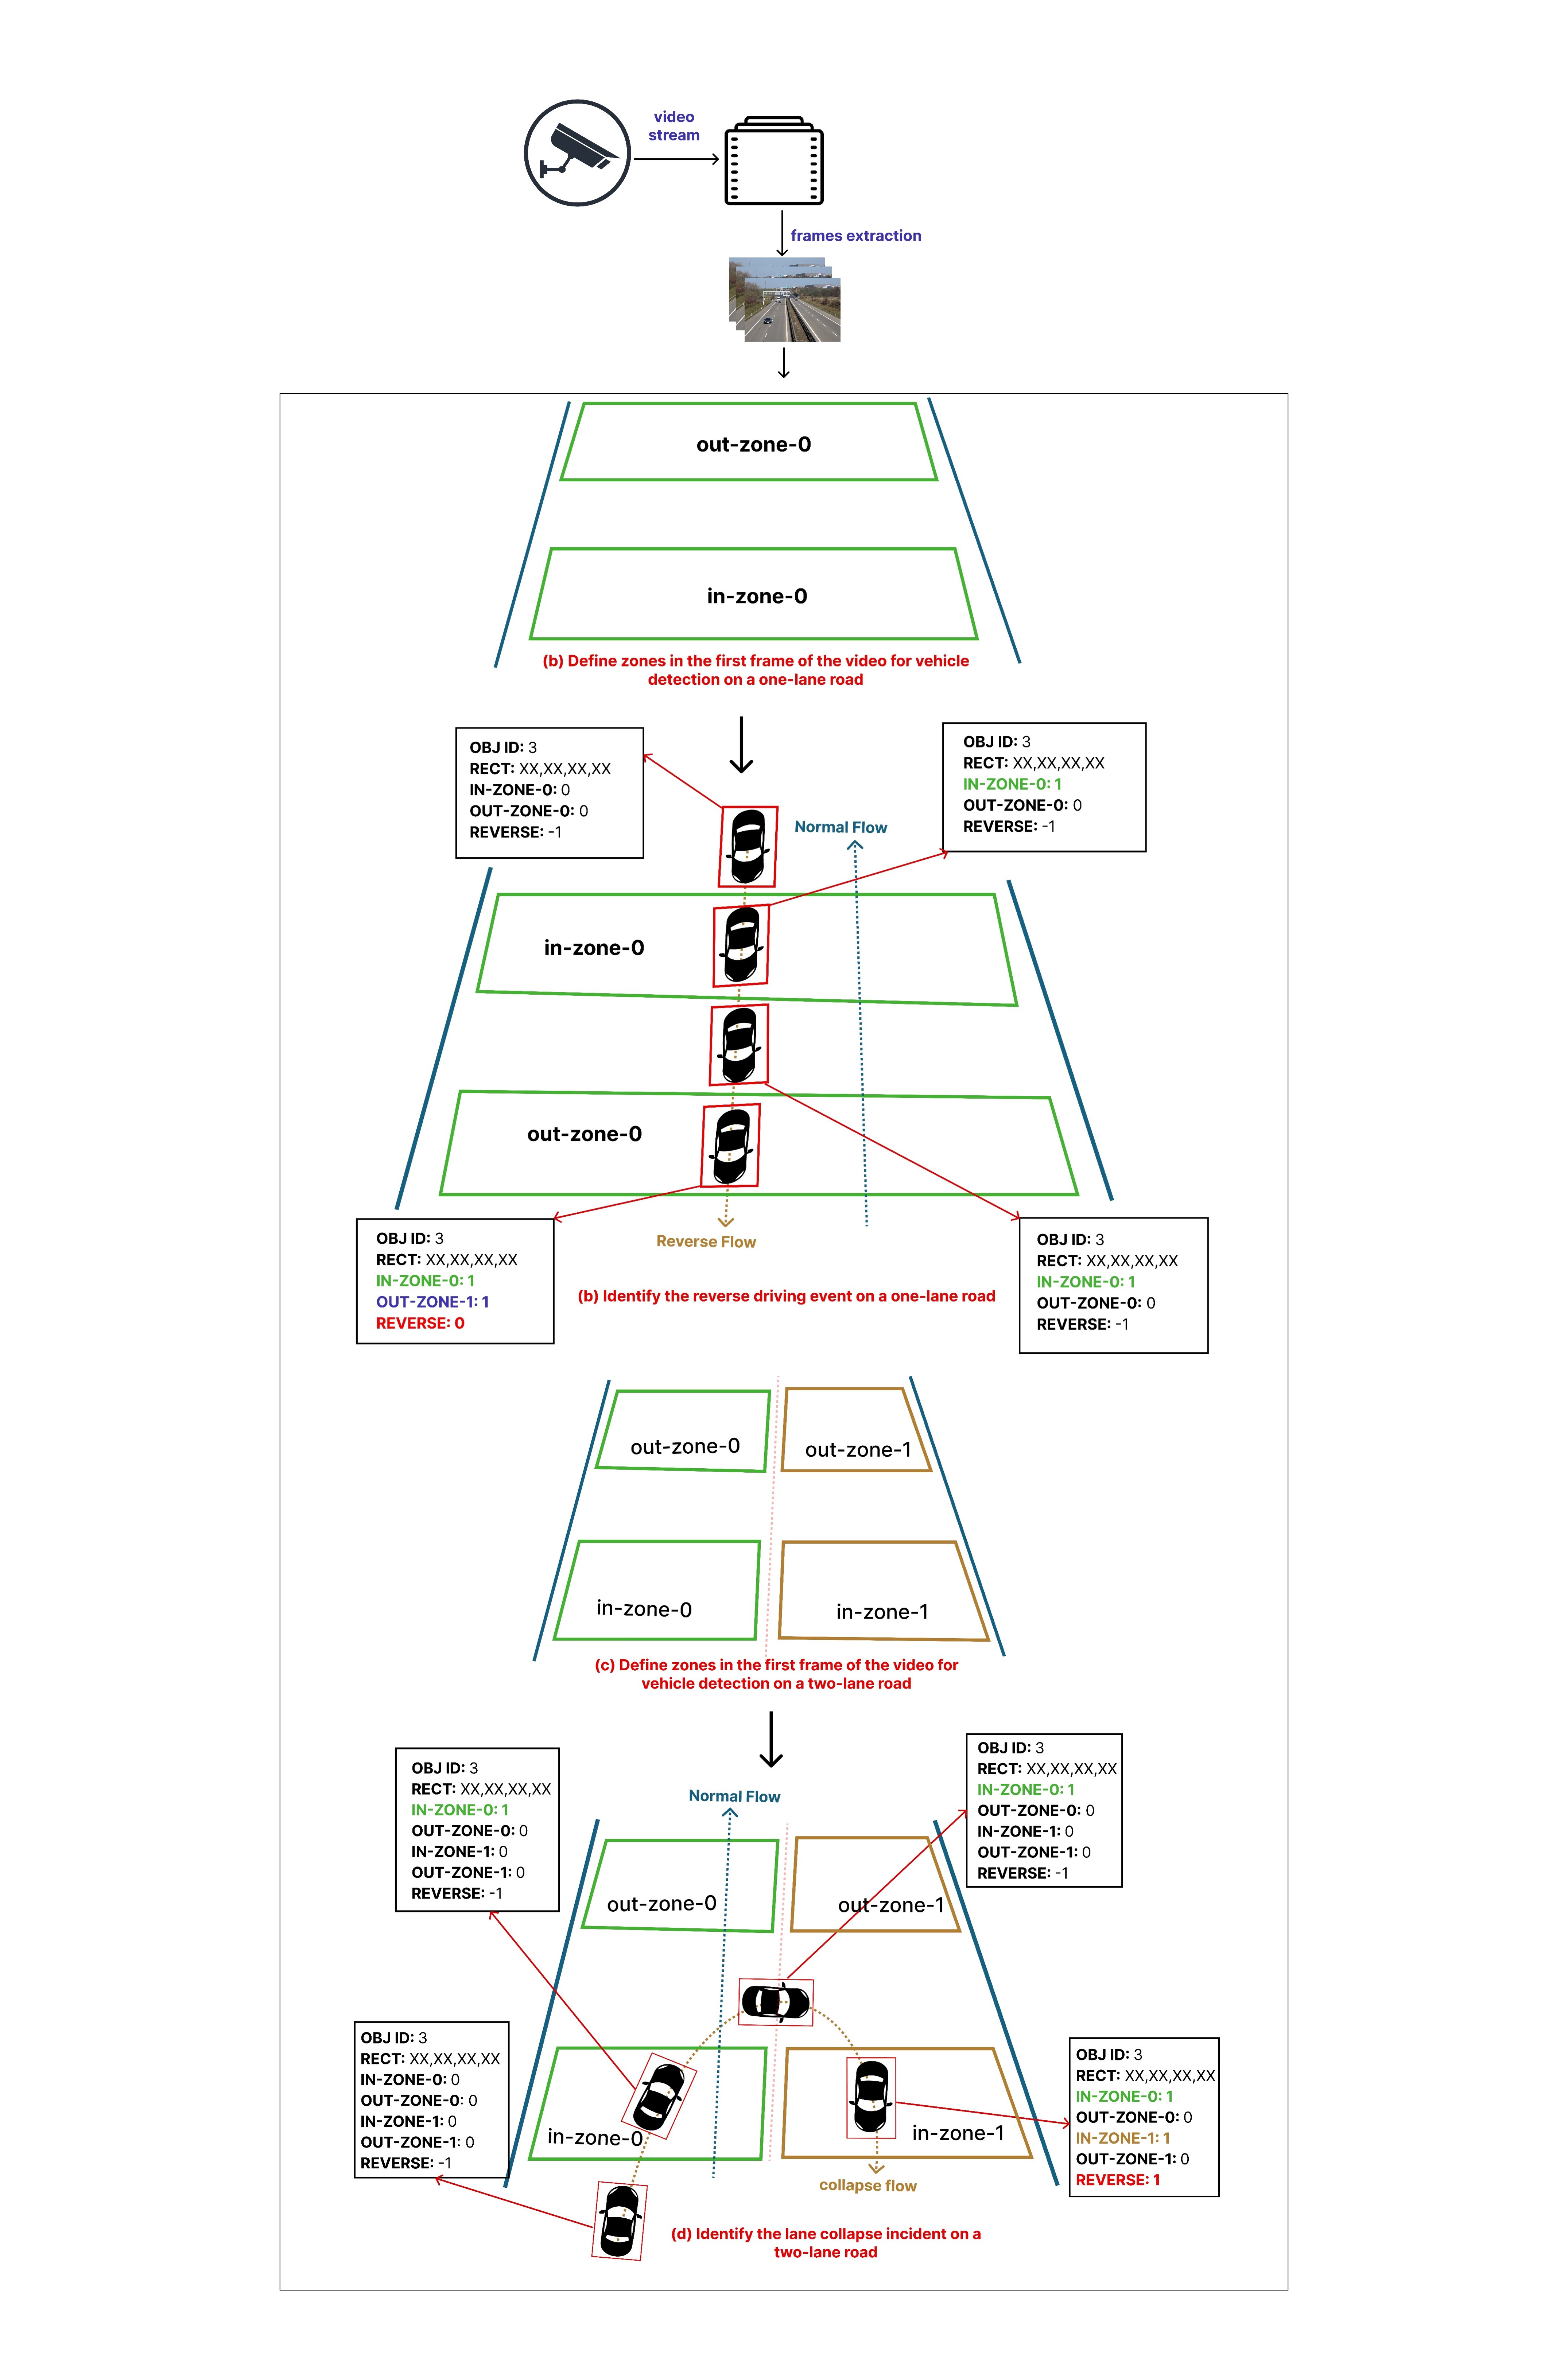 video
stream
frames extraction
out-zone-0
in-zone-0
(b) Define zones in the first frame of the video for vehicle
detection on a one-lane road
OBJ ID: 3
RECT: XX,XX,XX,XX
IN-ZONE-0: 0
OUT-ZONE-0: 0
REVERSE: -1
OBJ ID: 3
RECT: XX,XX,XX,XX
IN-ZONE-0: 1
OUT-ZONE-0: 0
REVERSE: -1
Normal Flow
in-zone-0
out-zone-0
Reverse Flow
OBJ ID: 3
RECT: XX,XX,XX,XX
IN-ZONE-0: 1
OUT-ZONE-1: 1
REVERSE: 0
(b) Identify the reverse driving event on a one-lane road
OBJ ID: 3
RECT: XX,XX,XX,XX
IN-ZONE-0: 1
OUT-ZONE-0: 0
REVERSE: -1
out-zone-0
out-zone-1
in-zone-0
in-zone-1
(c) Define zones in the first frame of the video for
vehicle detection on a two-lane road
OBJ ID: 3
RECT: XX,XX,XX,XX
IN-ZONE-0: 1
OUT-ZONE-0: 0
IN-ZONE-1: 0
OUT-ZONE-1: 0
REVERSE: -1
Normal Flow
OBJ ID: 3
RECT: XX,XX,XX,XX
IN-ZONE-0: 1
OUT-ZONE-0: 0
IN-ZONE-1: 0
OUT-ZONE-1: 0
REVERSE: -1
out-zone-0
out-zone-1
OBJ ID: 3
RECT: XX,XX,XX,XX
IN-ZONE-0: 0
OUT-ZONE-0: 0
IN-ZONE-1: 0
OUT-ZONE-1: 0
REVERSE: -1
in-zone-0
in-zone-1
OBJ ID: 3
RECT: XX,XX,XX,XX
IN-ZONE-0: 1
OUT-ZONE-0: 0
IN-ZONE-1: 1
OUT-ZONE-1: 0
REVERSE: 1
collapse flow
(d) Identify the lane collapse incident on a
two-lane road